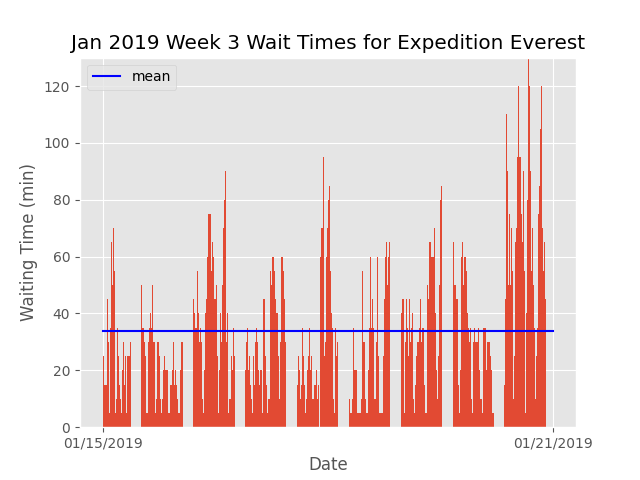 Jan 2019 Week 3 Wait Times for Expedition Everest
mean
120
100
80
60
40
20
0
Waiting Time (min)
01/15/2019
01/21/2019
Date